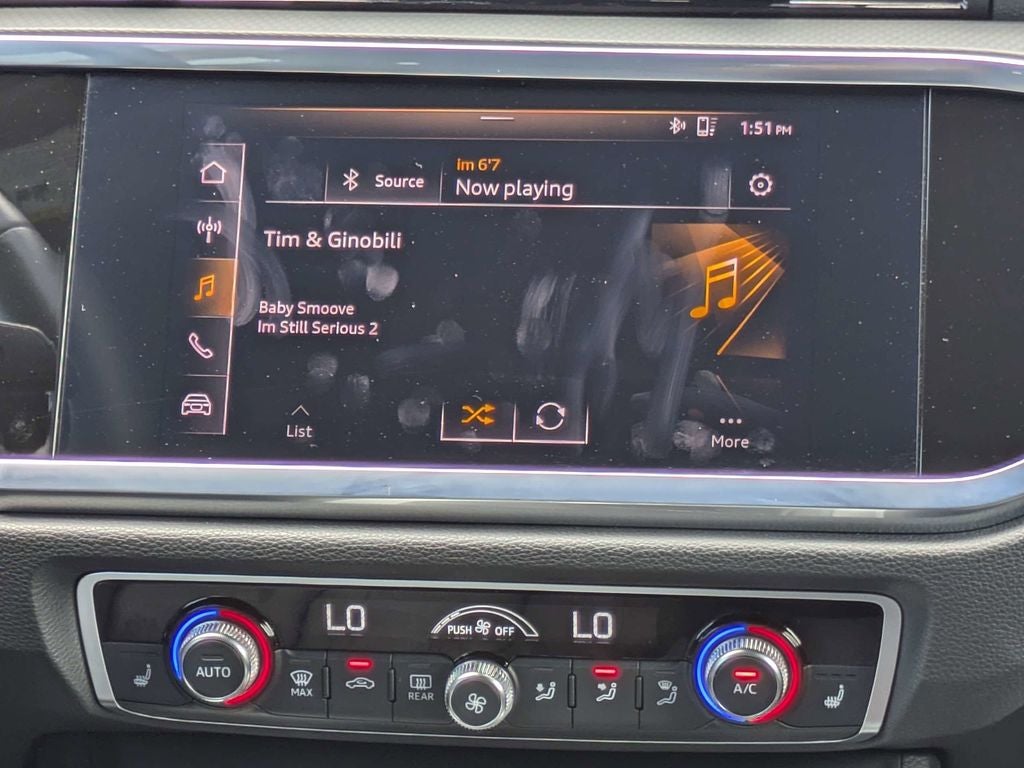 1:51 PM
im 6'7
Source
Now playing
Tim & Ginobili
Baby Smoove
Im Still Serious 2
List
More
LO
PUSH OFF
LO
AUTO
MAX
REAR
A/C